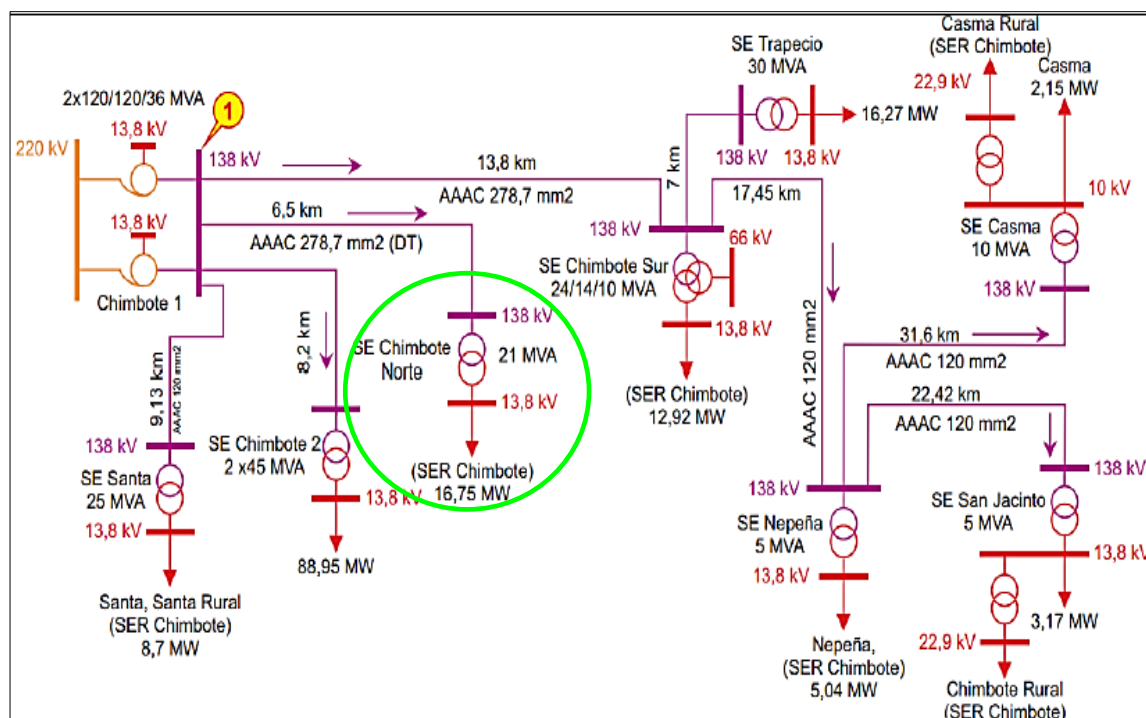 2x120/120/36 MVA
13,8 kV
1
220 kV
138 kV
13,8 kV
Chimbote 1
13,8 km
AAAC 278,7 mm2
6,5 km
AAAC 278,7 mm2 (DT)
9.13 km
AAAC 120 mm2
138 kV
SE Santa
25 MVA
13,8 kV
Santa, Santa Rural
(SER Chimbote)
8,7 MW
8,2 km
SE Chimbote 2
2 x45 MVA
13,8 kV
88,95 MW
138 kV
SE Chimbote
Norte
21 MVA
13,8 kV
(SER Chimbote)
16,75 MW
SE Trapecio
30 MVA
16,27 MW
138 kV
13,8 kV
7 km
17,45 km
138 kV
66 kV
SE Chimbote Sur
24/14/10 MVA
13,8 kV
(SER Chimbote)
12,92 MW
AAAC 120 mm2
138 kV
SE Nepeña
5 MVA
13,8 kV
Nepeña,
(SER Chimbote)
5,04 MW
Casma Rural
(SER Chimbote)
22,9 kV
Casma
2,15 MW
10 kV
SE Casma
10 MVA
138 kV
31,6 km
AAAC 120 mm2
22,42 km
AAAC 120 mm2
138 kV
SE San Jacinto
5 MVA
13,8 kV
3,17 MW
22,9 kV
Chimbote Rural
(SER Chimbote)